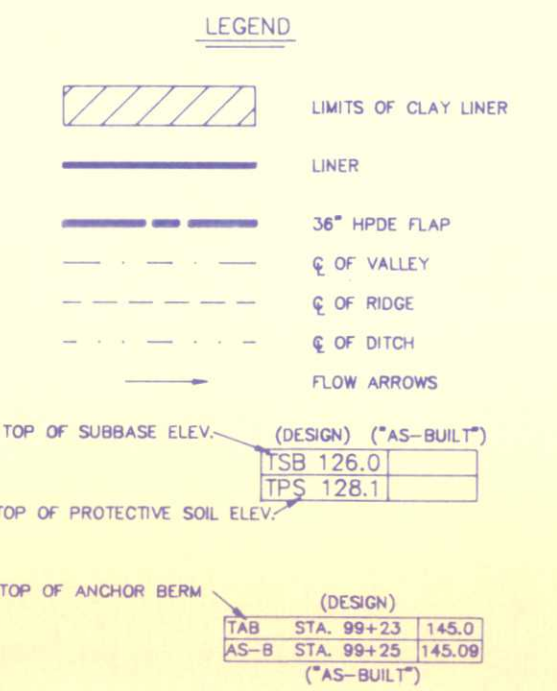 LEGEND
LIMITS OF CLAY LINER
LINER
36" HPDE FLAP
℄ OF VALLEY
℄ OF RIDGE
℄ OF DITCH
FLOW ARROWS
TOP OF SUBBASE ELEV. (DESIGN) ("AS-BUILT")
TSB 126.0
TPS 128.1
TOP OF PROTECTIVE SOIL ELEV.
TOP OF ANCHOR BERM
(DESIGN)
TAB STA. 99+23 145.0
AS-B STA. 99+25 145.09
("AS-BUILT")